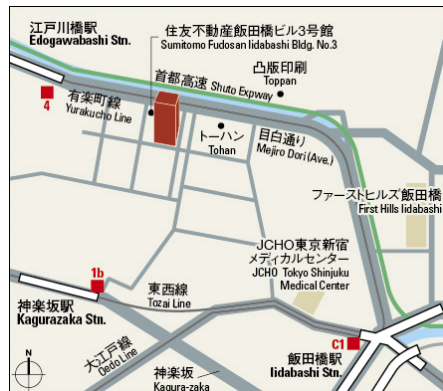 江戸川橋駅
Edogawabashi Stn.
住友不動産飯田橋ビル3号館
Sumitomo Fudosan Iidabashi Bldg. No.3
首都高速 Shuto Expway
凸版印刷
Toppan
4
有楽町線
Yurakucho Line
トーハン
Tohan
目白通り
Mejiro Dori (Ave.)
ファーストヒルズ飯田橋
First Hills Iidabashi
JCHO東京新宿
メディカルセンター
JCHO Tokyo Shinjuku
Medical Center
1b
東西線
Tozai Line
神楽坂駅
Kagurazaka Stn.
大江戸線
Oedo Line
C1
飯田橋駅
Iidabashi Stn.
神楽坂
Kagura-zaka
N